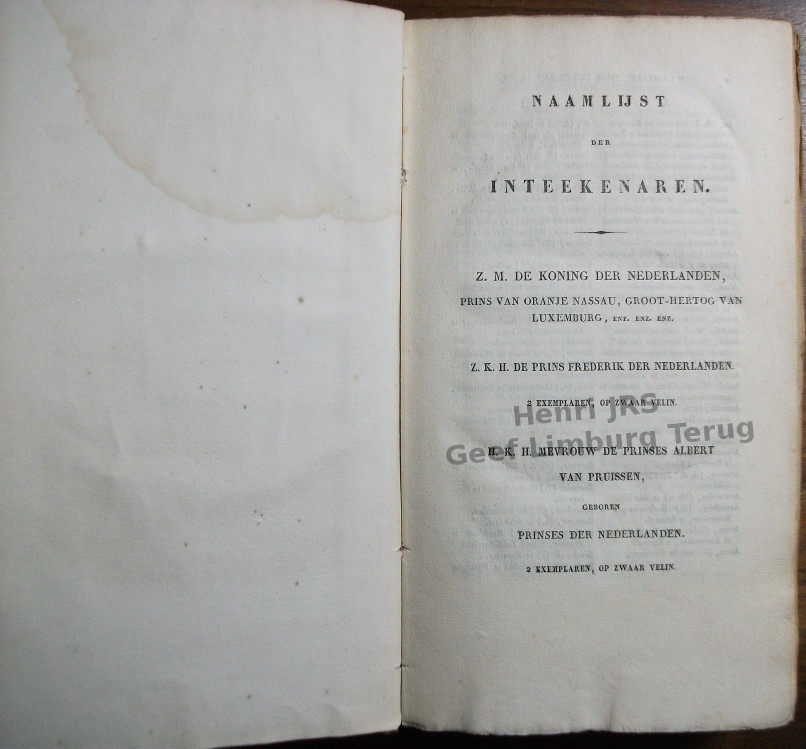 NAAMLIJST
DER
INTEEKENAREN.
Z. M. DE KONING DER NEDERLANDEN,
PRINS VAN ORANJE NASSAU, GROOT-HERTOG VAN
LUXEMBURG, ENZ. ENZ. ENZ.
Z. K. H. DE PRINS FREDERIK DER NEDERLANDEN.
2 EXEMPLAREN, OP ZWAAR VELIN.
Henri JRS
Geef Limburg Terug
H. K. H. MEVROUW DE PRINSES ALBERT
VAN PRUISSEN,
GEBOREN
PRINSES DER NEDERLANDEN.
2 EXEMPLAREN, OP ZWAAR VELIN.